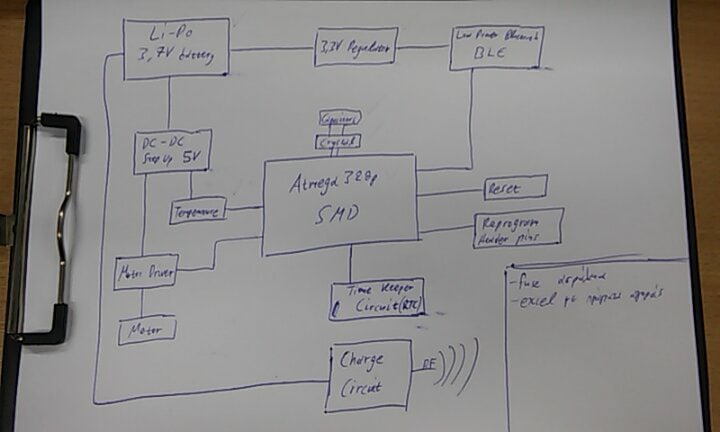 Li-Po
3,7V battery
3,3V Regulator
Low Power Bluetooth
BLE
DC-DC
Step up 5V
Capacitors
Crystal
Atmega 328p
SMD
Temperature
Reset
Reprogram
Header pins
Motor Driver
Motor
Time Keeper
Circuit (RTC)
Charge
Circuit
RF
- fuse ασφάλεια
- excel με